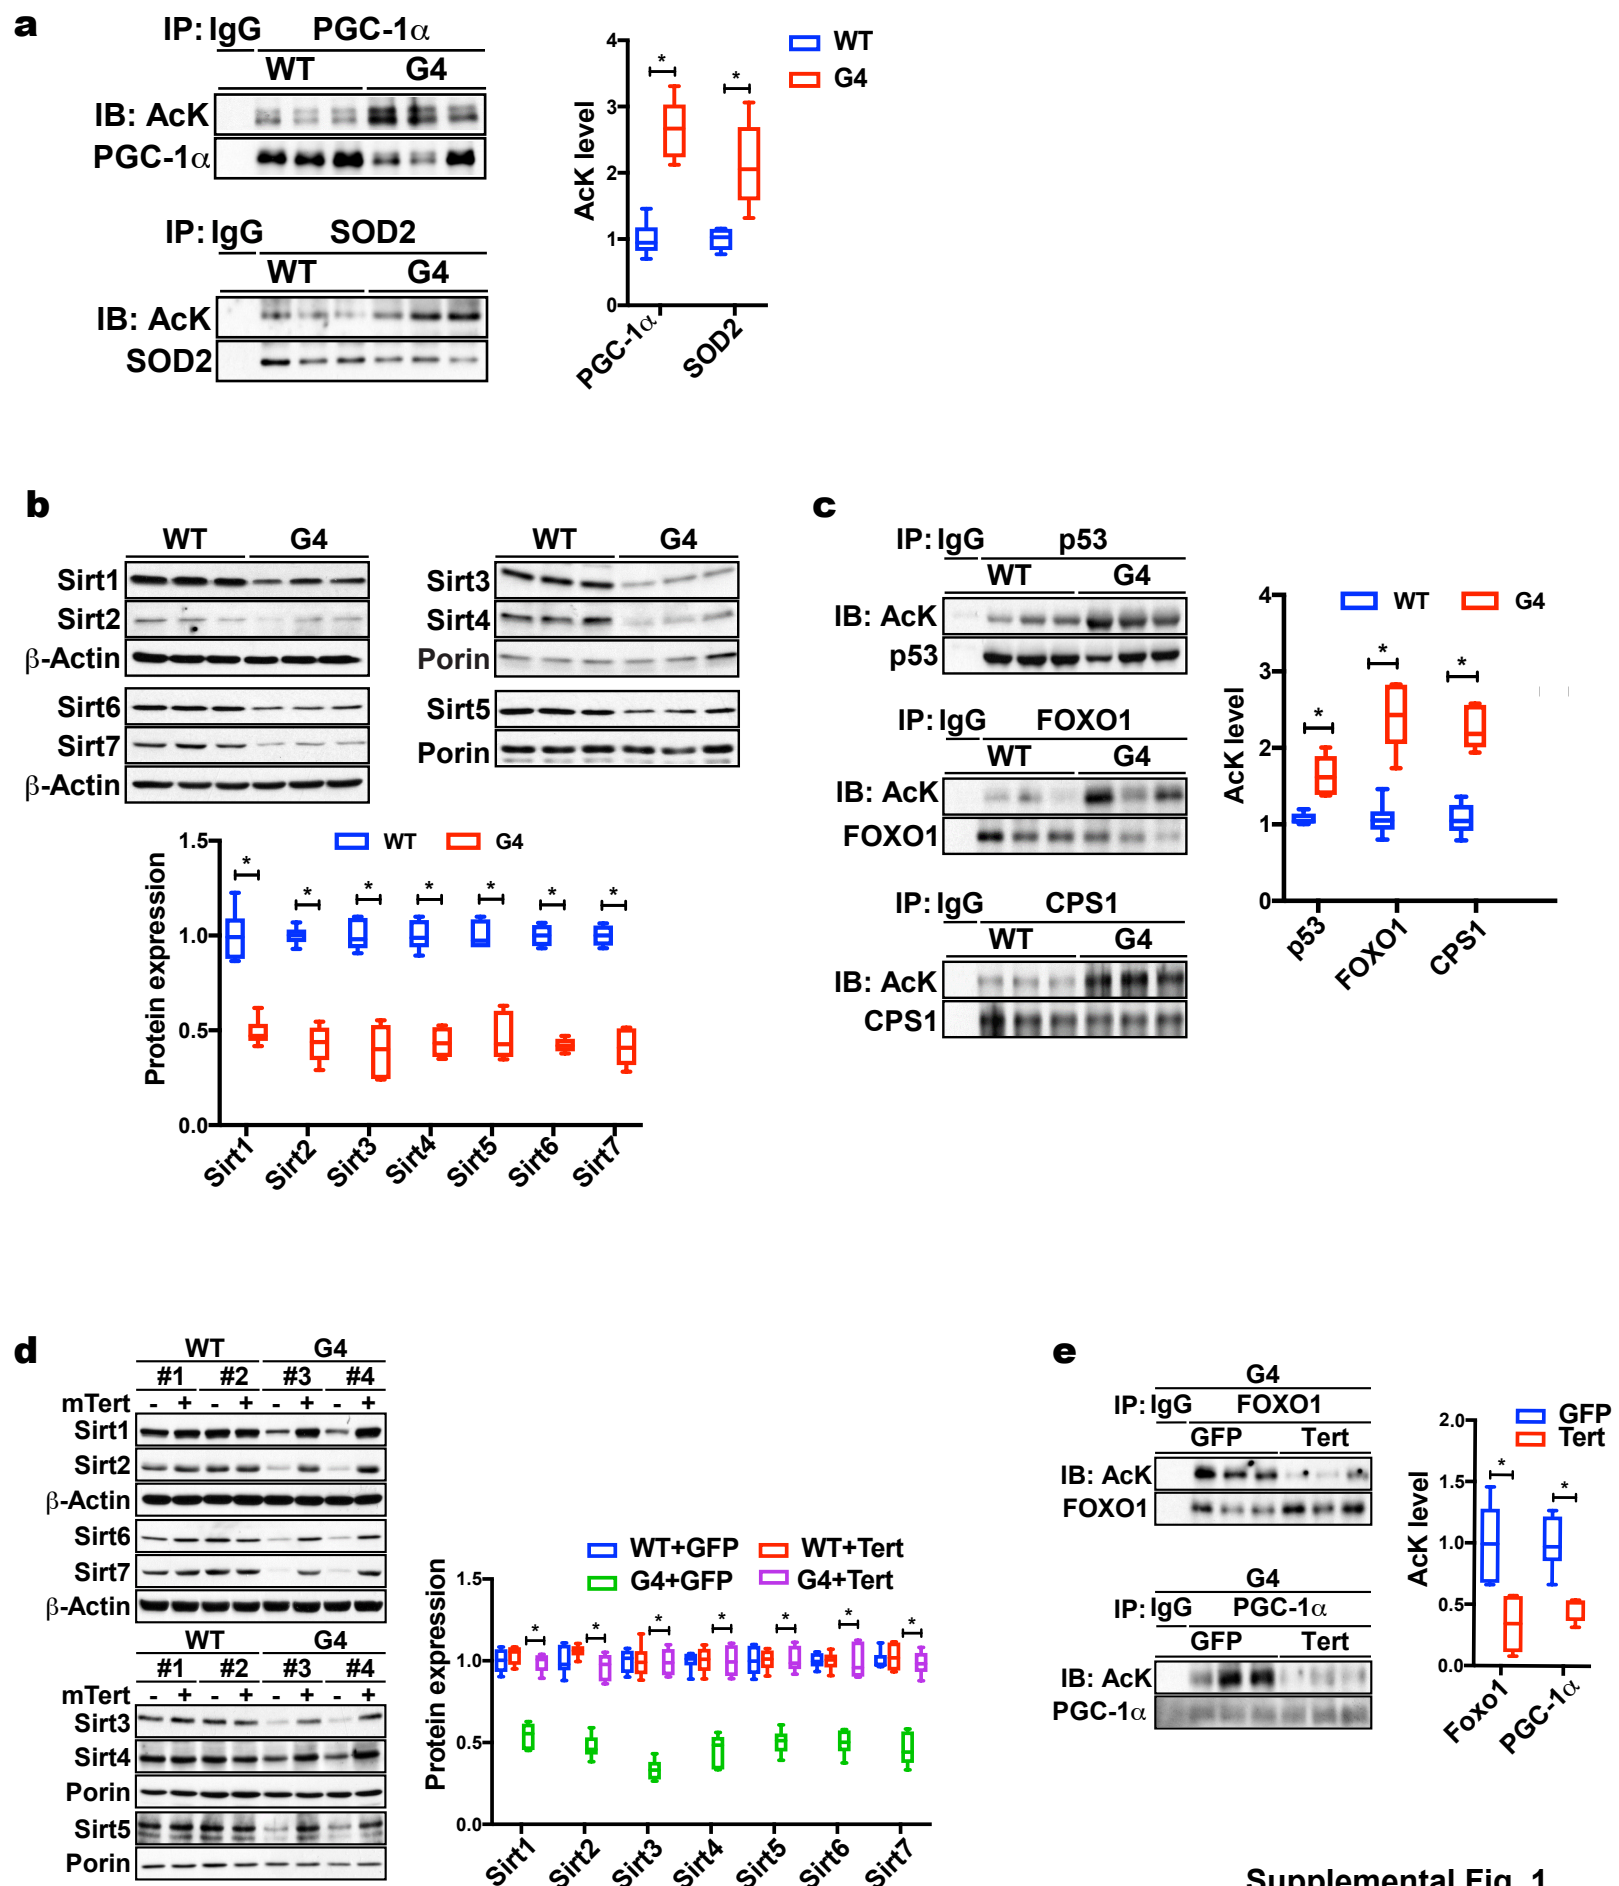 a
IP: IgG PGC-1α
WT G4
IB: AcK
PGC-1α
IP: IgG SOD2
WT G4
IB: AcK
SOD2
AcK level
4
3
2
1
0
* *
PGC-1α SOD2
WT
G4
b
WT G4
Sirt1
Sirt2
β-Actin
Sirt6
Sirt7
β-Actin
WT G4
Sirt3
Sirt4
Porin
Sirt5
Porin
WT G4
Protein expression
1.5
1.0
0.5
0.0
* * * * * * *
Sirt1 Sirt2 Sirt3 Sirt4 Sirt5 Sirt6 Sirt7
c
IP: IgG p53
WT G4
IB: AcK
p53
IP: IgG FOXO1
WT G4
IB: AcK
FOXO1
IP: IgG CPS1
WT G4
IB: AcK
CPS1
WT G4
AcK level
4
3
2
1
0
* * *
p53 FOXO1 CPS1
d
WT G4
#1 #2 #3 #4
mTert - + - + - + - +
Sirt1
Sirt2
β-Actin
Sirt6
Sirt7
β-Actin
WT G4
#1 #2 #3 #4
mTert - + - + - + - +
Sirt3
Sirt4
Porin
Sirt5
Porin
WT+GFP WT+Tert
G4+GFP G4+Tert
Protein expression
1.5
1.0
0.5
0.0
* * * * * * *
Sirt1 Sirt2 Sirt3 Sirt4 Sirt5 Sirt6 Sirt7
e
G4
IP: IgG FOXO1
GFP Tert
IB: AcK
FOXO1
G4
IP: IgG PGC-1α
GFP Tert
IB: AcK
PGC-1α
GFP
Tert
AcK level
2.0
1.5
1.0
0.5
0.0
* *
Foxo1 PGC-1α
Supplemental Fig. 1